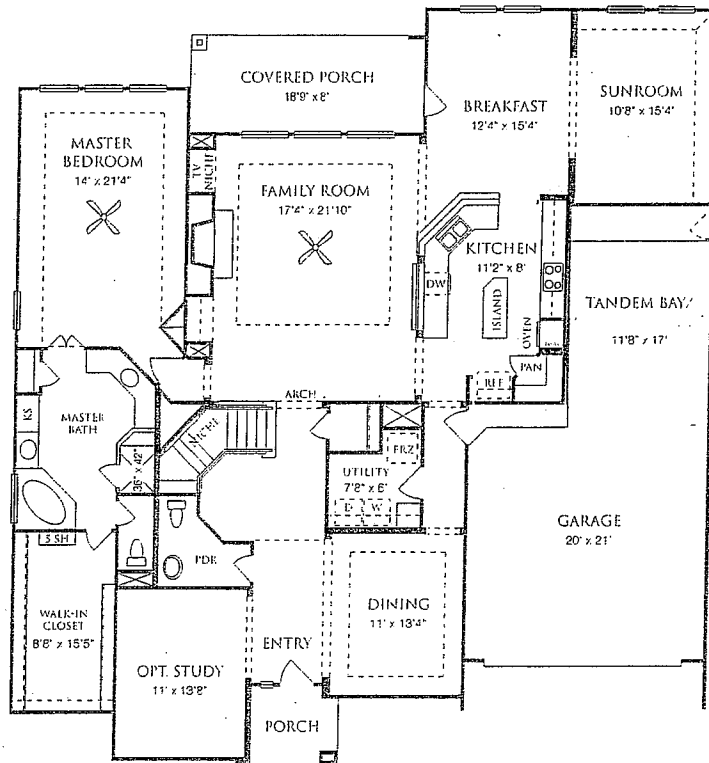 COVERED PORCH
18'9" x 8'
BREAKFAST
12'4" x 15'4"
SUNROOM
10'8" x 15'4"
MASTER
BEDROOM
14' x 21'4"
NICHE
FAMILY ROOM
17'4" x 21'10"
KITCHEN
11'2" x 8'
DW
ISLAND
OVEN
TANDEM BAY
11'8" x 17'
PAN
REF
ARCH
MASTER
BATH
KS
36" x 42"
NICHE
UTILITY
7'8" x 6'
FRZ
D
W
GARAGE
20' x 21'
5 SH
PDR
WALK-IN
CLOSET
8'8" x 15'5"
DINING
11' x 13'4"
ENTRY
OPT. STUDY
11' x 13'8"
PORCH